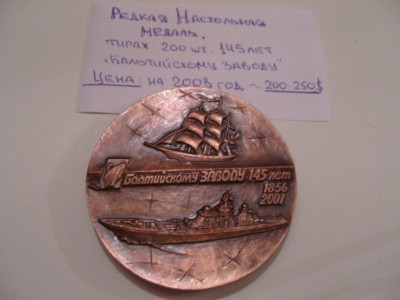 Редкая Настольная
медаль.
тираж: 200 шт. 145 лет
„Балтийскому заводу"
Цена: на 2008 год ~ 200-250$
Балтийскому ЗАВОДУ 145 лет
1856
2001